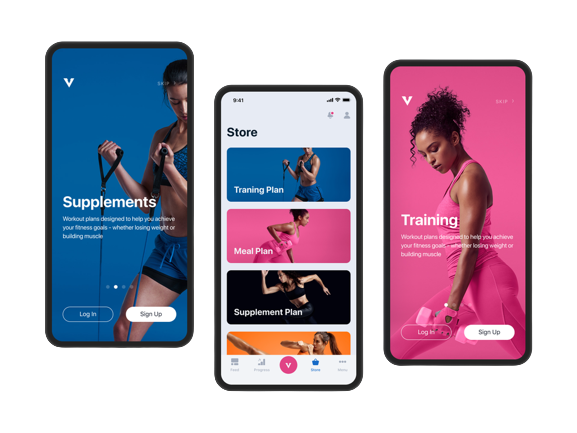 SKIP
Supplements
Workout plans designed to help you achieve
your fitness goals - whether losing weight or
building muscle
Log In
Sign Up
9:41
Store
Traning Plan
Meal Plan
Supplement Plan
Feed
Progress
Store
Menu
SKIP
Training
Workout plans designed to help you achieve
your fitness goals - whether losing weight or
building muscle
Log In
Sign Up